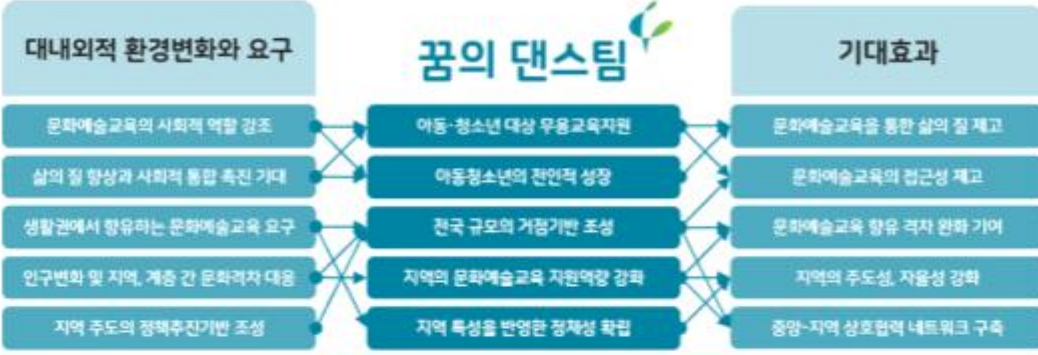 대내외적 환경변화와 요구
꿈의 댄스팀
기대효과
문화예술교육의 사회적 역할 강조
아동·청소년 대상 무용교육지원
문화예술교육을 통한 삶의 질 제고
삶의 질 향상과 사회적 통합 촉진 기대
아동청소년의 전인적 성장
문화예술교육의 접근성 제고
생활권에서 향유하는 문화예술교육 요구
전국 규모의 거점기반 조성
문화예술교육 향유 격차 완화 기여
인구변화 및 지역, 계층 간 문화격차 대응
지역의 문화예술교육 지원역량 강화
지역의 주도성, 자율성 강화
지역 주도의 정책추진기반 조성
지역 특성을 반영한 정체성 확립
중앙-지역 상호협력 네트워크 구축